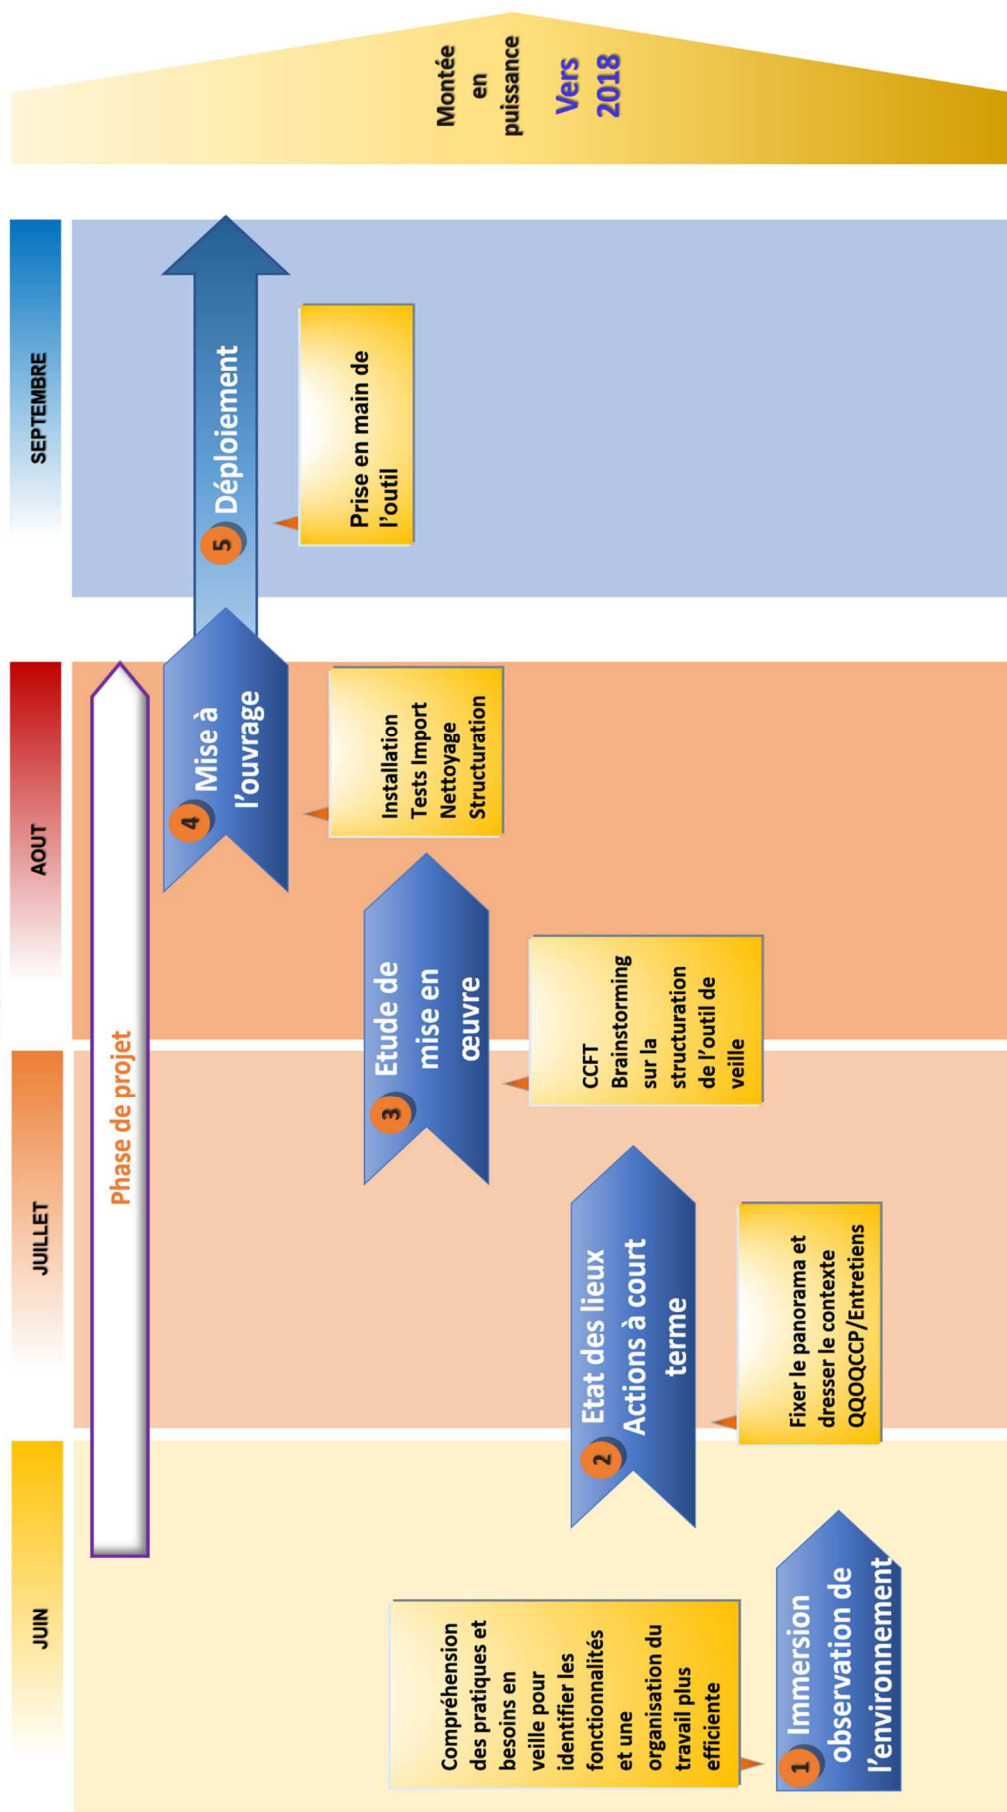 JUIN
JUILLET
AOUT
SEPTEMBRE
Phase de projet
Compréhension
des pratiques et
besoins en
veille pour
identifier les
fonctionnalités
et une
organisation du
travail plus
efficiente
1 Immersion
observation de
l'environnement
2 Etat des lieux
Actions à court
terme
Fixer le panorama et
dresser le contexte
QQOQCCP/Entretiens
3 Etude de
mise en
œuvre
CCFT
Brainstorming
sur la
structuration
de l'outil de
veille
4 Mise à
l'ouvrage
Installation
Tests Import
Nettoyage
Structuration
5 Déploiement
Prise en main de
l'outil
Montée
en
puissance
Vers
2018